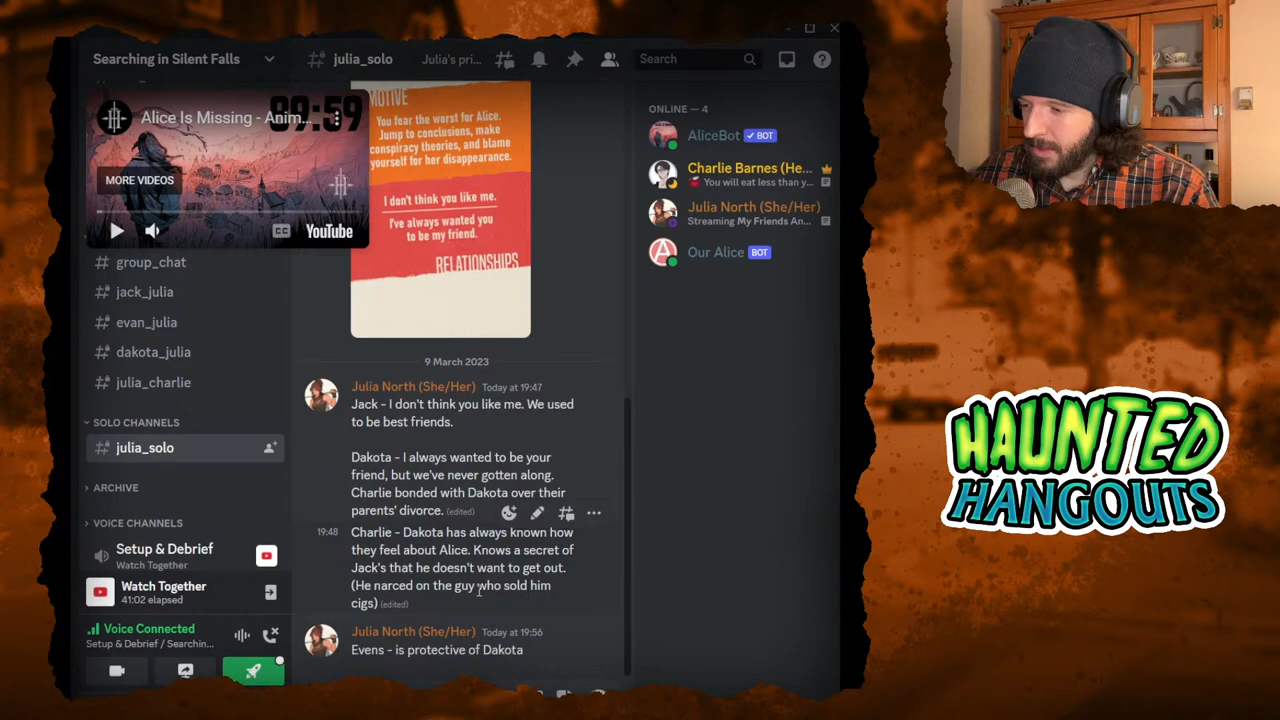 Searching in Silent Falls
julia_solo
Julia's pri...
Search
89:59
Alice Is Missing - Anim...
MORE VIDEOS
CC
YouTube
group_chat
jack_julia
evan_julia
dakota_julia
julia_charlie
SOLO CHANNELS
julia_solo
ARCHIVE
VOICE CHANNELS
Setup & Debrief
Watch Together
Watch Together
41:02 elapsed
Voice Connected
Setup & Debrief / Searchin...
MOTIVE
You fear the worst for Alice.
Jump to conclusions, make
conspiracy theories, and blame
yourself for her disappearance.
I don't think you like me.
I've always wanted you
to be my friend.
RELATIONSHIPS
9 March 2023
Julia North (She/Her) Today at 19:47
Jack - I don't think you like me. We used
to be best friends.
Dakota - I always wanted to be your
friend, but we've never gotten along.
Charlie bonded with Dakota over their
parents' divorce. (edited)
19:48 Charlie - Dakota has always known how
they feel about Alice. Knows a secret of
Jack's that he doesn't want to get out.
(He narced on the guy who sold him
cigs) (edited)
Julia North (She/Her) Today at 19:56
Evens - is protective of Dakota
ONLINE — 4
AliceBot BOT
Charlie Barnes (He...
You will eat less than y...
Julia North (She/Her)
Streaming My Friends An...
Our Alice BOT
HAUNTED
HANGOUTS